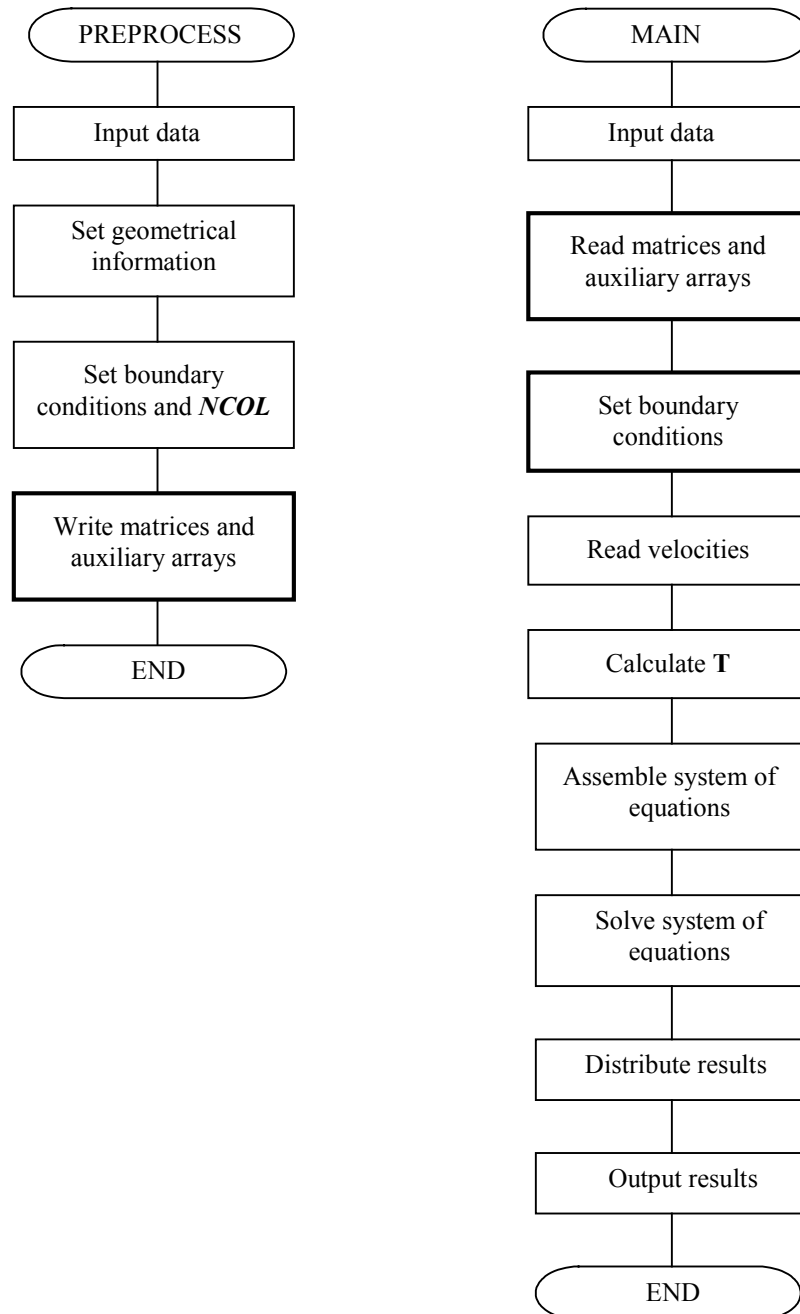 PREPROCESS
Input data
Set geometrical
information
Set boundary
conditions and NCOL
Write matrices and
auxiliary arrays
END
MAIN
Input data
Read matrices and
auxiliary arrays
Set boundary
conditions
Read velocities
Calculate T
Assemble system of
equations
Solve system of
equations
Distribute results
Output results
END